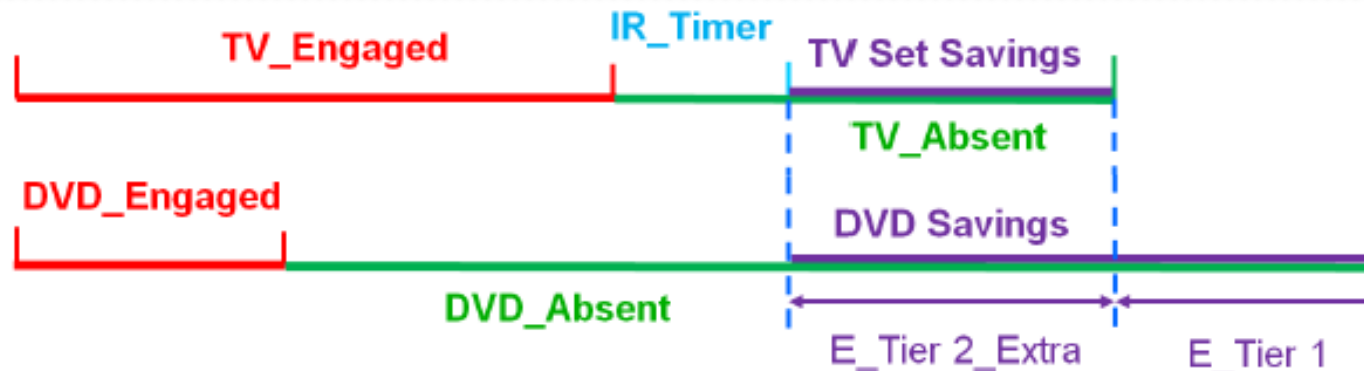 TV_Engaged
IR_Timer
TV Set Savings
TV_Absent
DVD_Engaged
DVD Savings
DVD_Absent
E_Tier 2_Extra
E_Tier 1